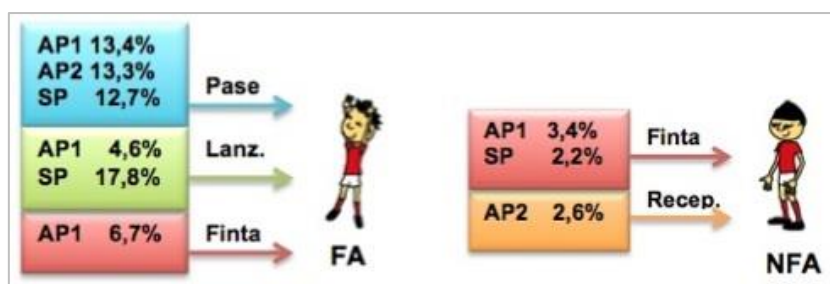 AP1 13,4%
AP2 13,3%
SP 12,7%
Pase
AP1 4,6%
SP 17,8%
Lanz.
AP1 6,7%
Finta
FA
AP1 3,4%
SP 2,2%
Finta
AP2 2,6%
Recep.
NFA